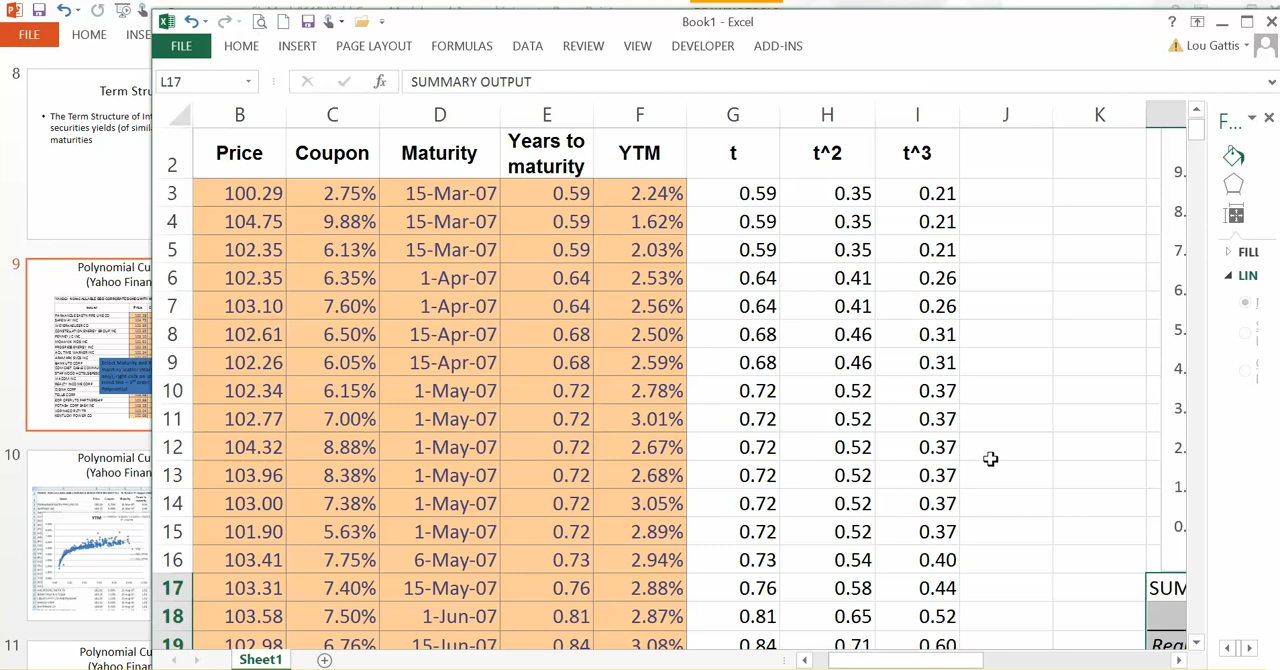 Book1 - Excel
FILE HOME INSE
FILE HOME INSERT PAGE LAYOUT FORMULAS DATA REVIEW VIEW DEVELOPER ADD-INS
Lou Gattis
L17 fx SUMMARY OUTPUT
B C D E F G H I J K
2 Price Coupon Maturity Years to maturity YTM t t^2 t^3
3 100.29 2.75% 15-Mar-07 0.59 2.24% 0.59 0.35 0.21
4 104.75 9.88% 15-Mar-07 0.59 1.62% 0.59 0.35 0.21
5 102.35 6.13% 15-Mar-07 0.59 2.03% 0.59 0.35 0.21
6 102.35 6.35% 1-Apr-07 0.64 2.53% 0.64 0.41 0.26
7 103.10 7.60% 1-Apr-07 0.64 2.56% 0.64 0.41 0.26
8 102.61 6.50% 15-Apr-07 0.68 2.50% 0.68 0.46 0.31
9 102.26 6.05% 15-Apr-07 0.68 2.59% 0.68 0.46 0.31
10 102.34 6.15% 1-May-07 0.72 2.78% 0.72 0.52 0.37
11 102.77 7.00% 1-May-07 0.72 3.01% 0.72 0.52 0.37
12 104.32 8.88% 1-May-07 0.72 2.67% 0.72 0.52 0.37
13 103.96 8.38% 1-May-07 0.72 2.68% 0.72 0.52 0.37
14 103.00 7.38% 1-May-07 0.72 3.05% 0.72 0.52 0.37
15 101.90 5.63% 1-May-07 0.72 2.89% 0.72 0.52 0.37
16 103.41 7.75% 6-May-07 0.73 2.94% 0.73 0.54 0.40
17 103.31 7.40% 15-May-07 0.76 2.88% 0.76 0.58 0.44 SUM
18 103.58 7.50% 1-Jun-07 0.81 2.87% 0.81 0.65 0.52
19 102.98 6.76% 15-Jun-07 0.84 3.08% 0.84 0.71 0.60 Reg
9.
8.
7.
6.
5.
4.
3.
2.
1.
0.
F...
FILL
LIN
Sheet1
8
Term Stru
• The Term Structure of Int
securities yields (of simila
maturities
9
Polynomial Cu
(Yahoo Finan
10
Polynomial Cu
(Yahoo Finan
YTM
11
Polynomial Cu